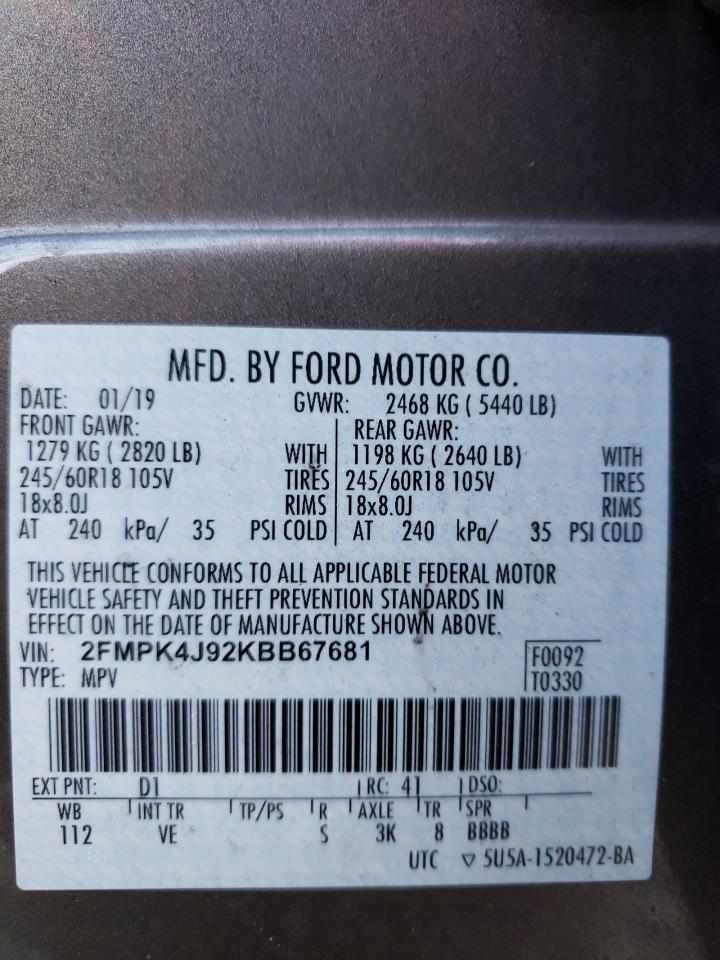 MFD. BY FORD MOTOR CO.
DATE: 01/19 GVWR: 2468 KG ( 5440 LB)
FRONT GAWR: REAR GAWR:
1279 KG ( 2820 LB) WITH 1198 KG ( 2640 LB) WITH
245/60R18 105V TIRES 245/60R18 105V TIRES
18x8.0J RIMS 18x8.0J RIMS
AT 240 kPa/ 35 PSI COLD AT 240 kPa/ 35 PSI COLD
THIS VEHICLE CONFORMS TO ALL APPLICABLE FEDERAL MOTOR
VEHICLE SAFETY AND THEFT PREVENTION STANDARDS IN
EFFECT ON THE DATE OF MANUFACTURE SHOWN ABOVE.
VIN: 2FMPK4J92KBB67681 F0092
TYPE: MPV T0330
EXT PNT: D1 RC: 41 DSO:
WB INT TR TP/PS R AXLE TR SPR
112 VE S 3K 8 BBBB
UTC ▽ 5U5A-1520472-BA